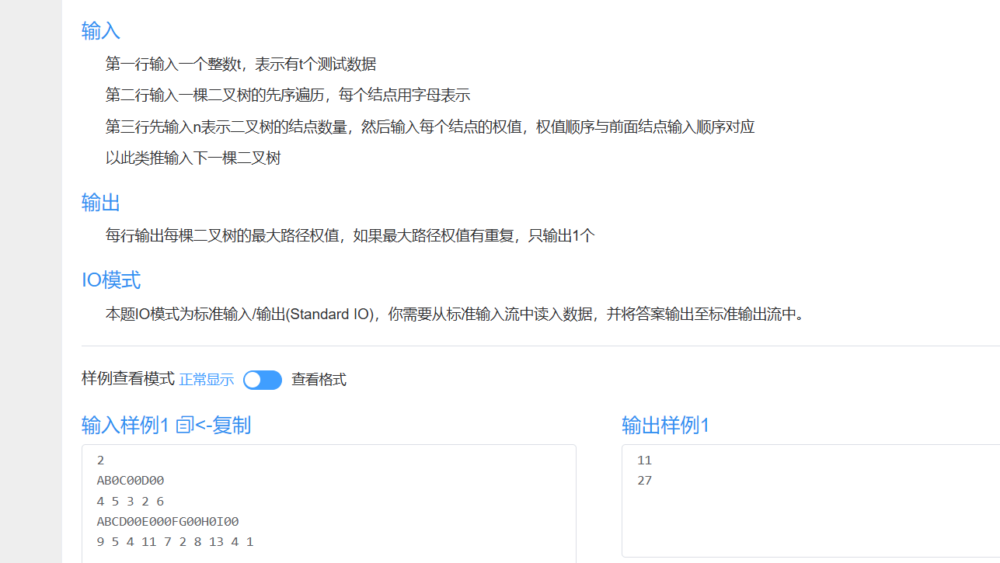 输入
第一行输入一个整数t，表示有t个测试数据
第二行输入一棵二叉树的先序遍历，每个结点用字母表示
第三行先输入n表示二叉树的结点数量，然后输入每个结点的权值，权值顺序与前面结点输入顺序对应
以此类推输入下一棵二叉树
输出
每行输出每棵二叉树的最大路径权值，如果最大路径权值有重复，只输出1个
IO模式
本题IO模式为标准输入/输出(Standard IO)，你需要从标准输入流中读入数据，并将答案输出至标准输出流中。
样例查看模式 正常显示 查看格式
输入样例1 <-复制
2
AB0C00D00
4 5 3 2 6
ABCD00E000FG00H0I00
9 5 4 11 7 2 8 13 4 1
输出样例1
11
27